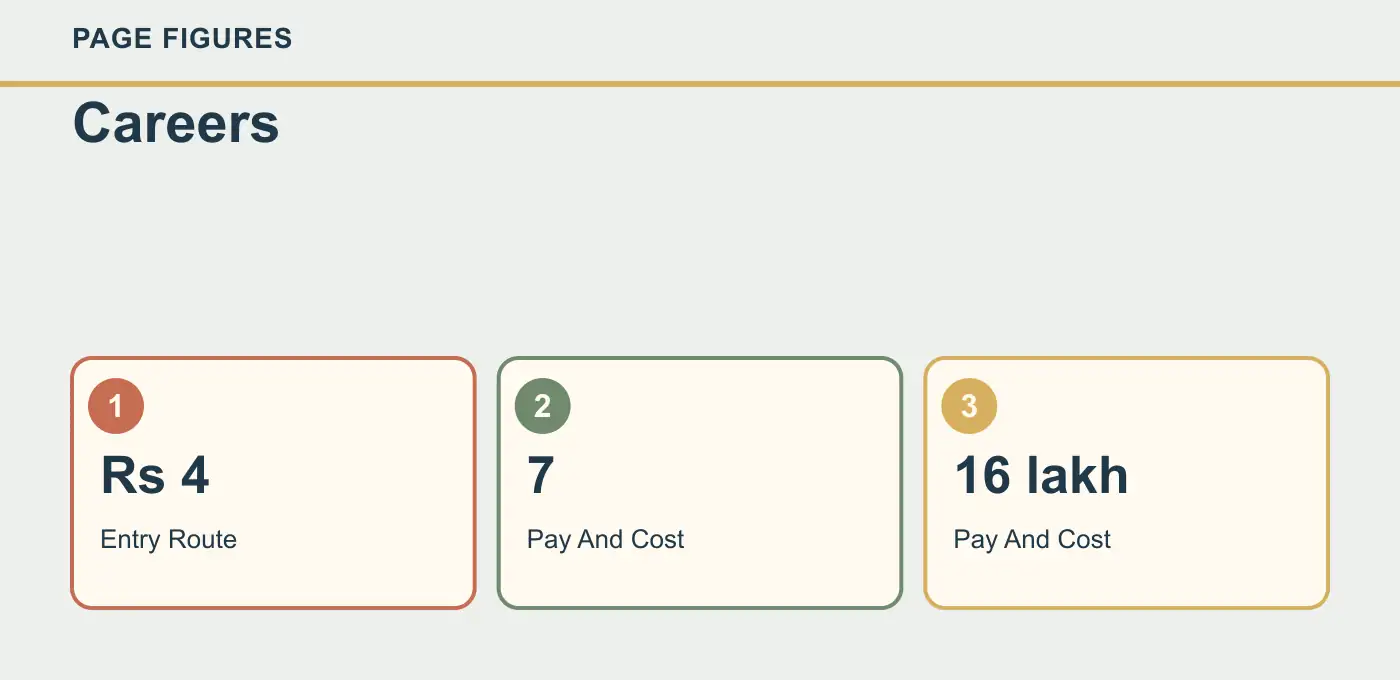 PAGE FIGURES
Careers
1
Rs 4
Entry Route
2
7
Pay And Cost
3
16 lakh
Pay And Cost